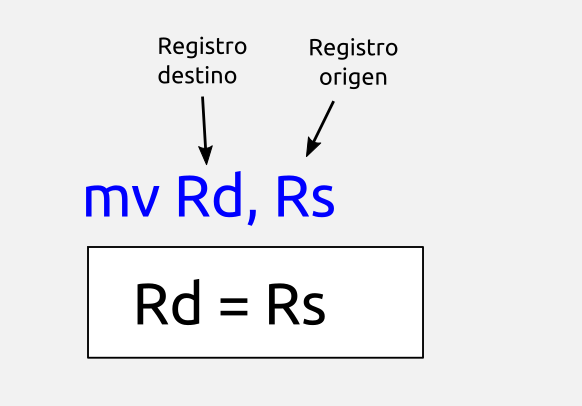 Registro
destino
Registro
origen
mv Rd, Rs
Rd = Rs